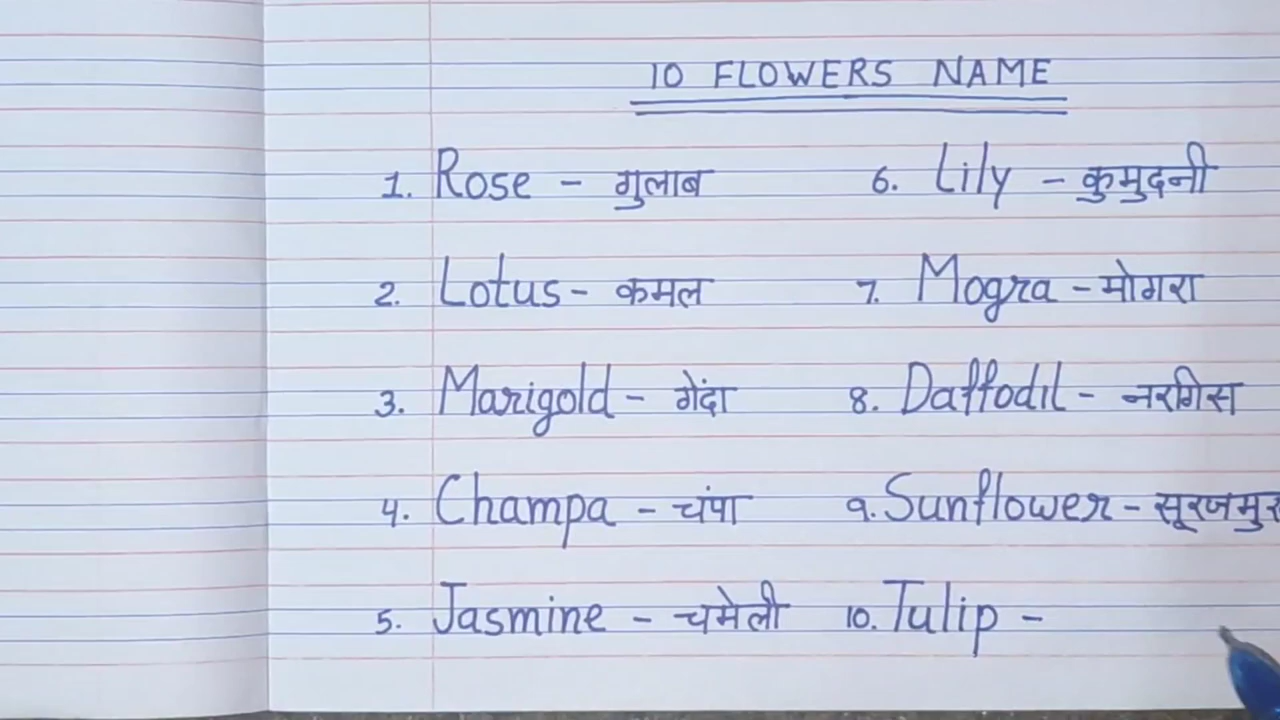 10 FLOWERS NAME
1. Rose - गुलाब
2. Lotus - कमल
3. Marigold - गेंदा
4. Champa - चंपा
5. Jasmine - चमेली
6. Lily - कुमुदनी
7. Mogra - मोगरा
8. Daffodil - नरगिस
9. Sunflower - सूरजमु
10. Tulip -